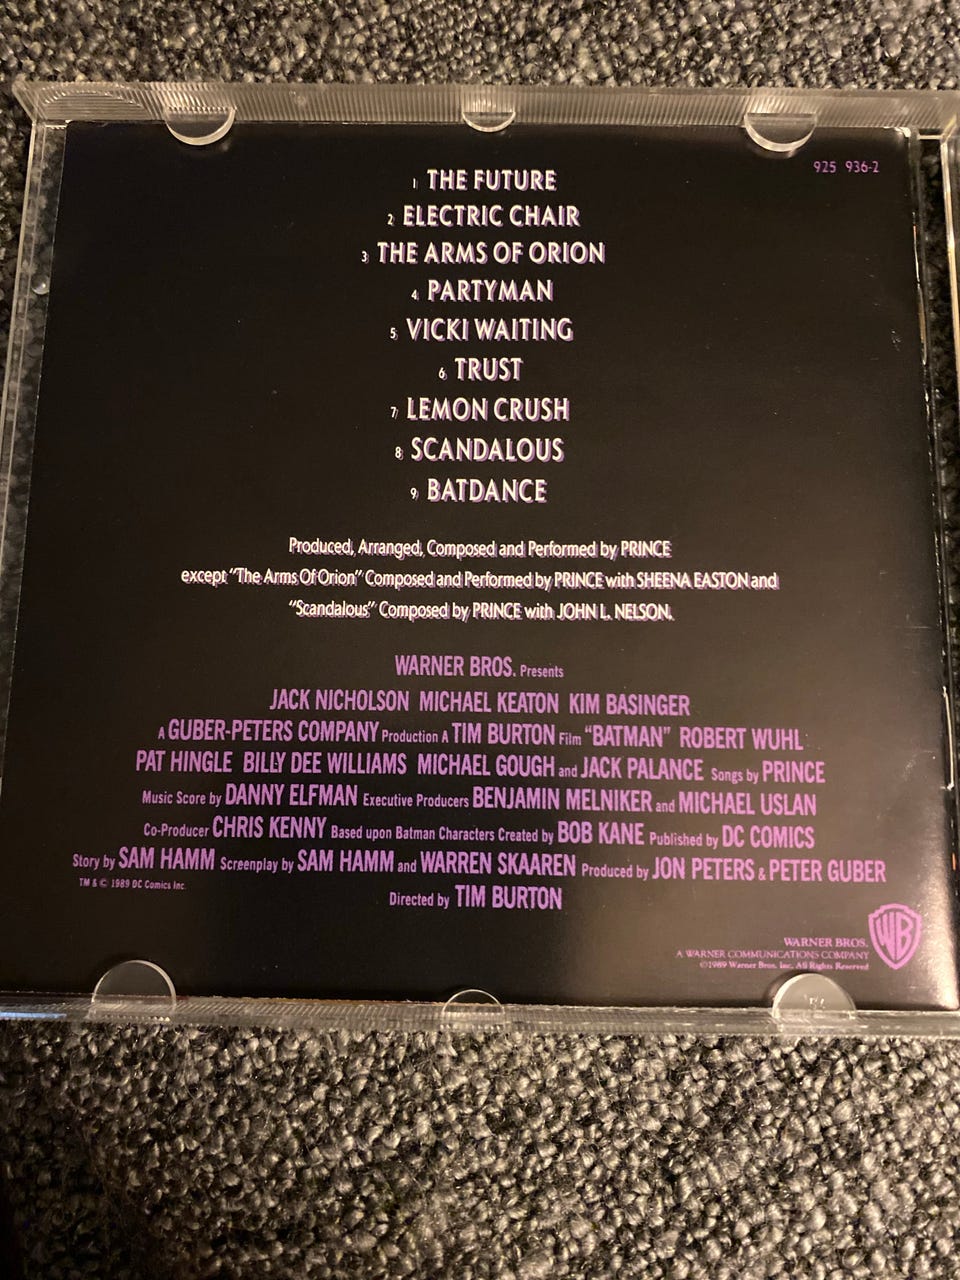 925 936-2
1 THE FUTURE
2 ELECTRIC CHAIR
3 THE ARMS OF ORION
4 PARTYMAN
5 VICKI WAITING
6 TRUST
7 LEMON CRUSH
8 SCANDALOUS
9 BATDANCE
Produced, Arranged, Composed and Performed by PRINCE
except "The Arms Of Orion" Composed and Performed by PRINCE with SHEENA EASTON and
"Scandalous" Composed by PRINCE with JOHN L. NELSON.
WARNER BROS. Presents
JACK NICHOLSON MICHAEL KEATON KIM BASINGER
A GUBER-PETERS COMPANY Production A TIM BURTON Film "BATMAN" ROBERT WUHL
PAT HINGLE BILLY DEE WILLIAMS MICHAEL GOUGH and JACK PALANCE Songs by PRINCE
Music Score by DANNY ELFMAN Executive Producers BENJAMIN MELNIKER and MICHAEL USLAN
Co-Producer CHRIS KENNY Based upon Batman Characters Created by BOB KANE Published by DC COMICS
Story by SAM HAMM Screenplay by SAM HAMM and WARREN SKAAREN Produced by JON PETERS & PETER GUBER
TM & © 1989 DC Comics Inc.
Directed by TIM BURTON
WB
WARNER BROS.
A WARNER COMMUNICATIONS COMPANY
©1989 Warner Bros. Inc. All Rights Reserved